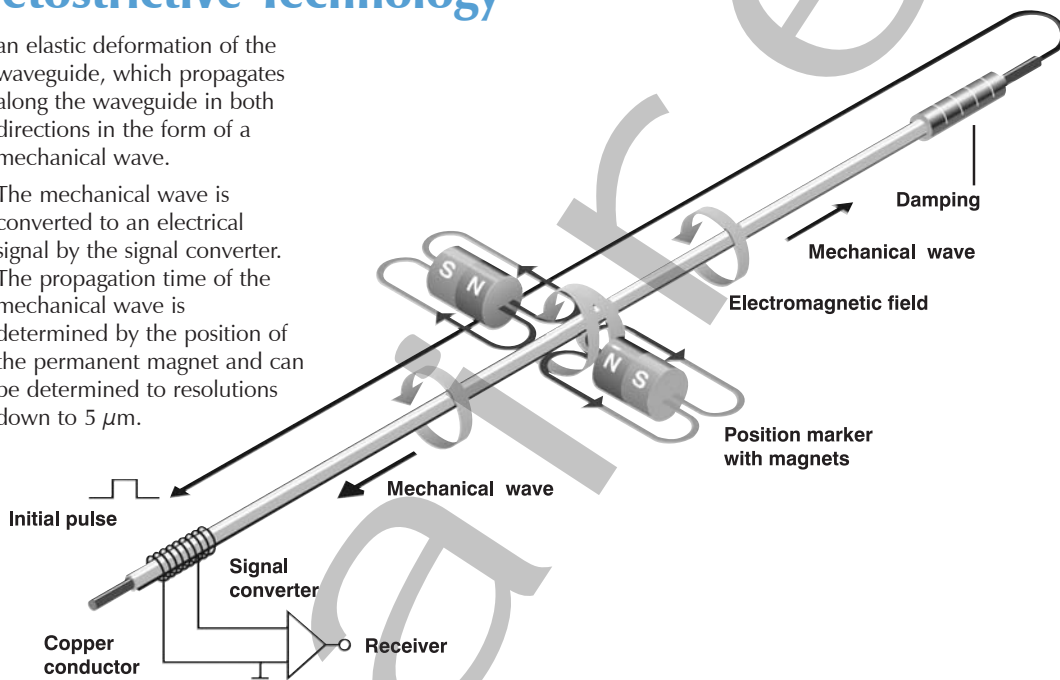 Technology
an elastic deformation of the
waveguide, which propagates
along the waveguide in both
directions in the form of a
mechanical wave.
The mechanical wave is
converted to an electrical
signal by the signal converter.
The propagation time of the
mechanical wave is
determined by the position of
the permanent magnet and can
be determined to resolutions
down to 5 µm.
Damping
Mechanical wave
Electromagnetic field
S N
N S
Position marker
with magnets
Mechanical wave
Initial pulse
Signal
converter
Copper
conductor
Receiver